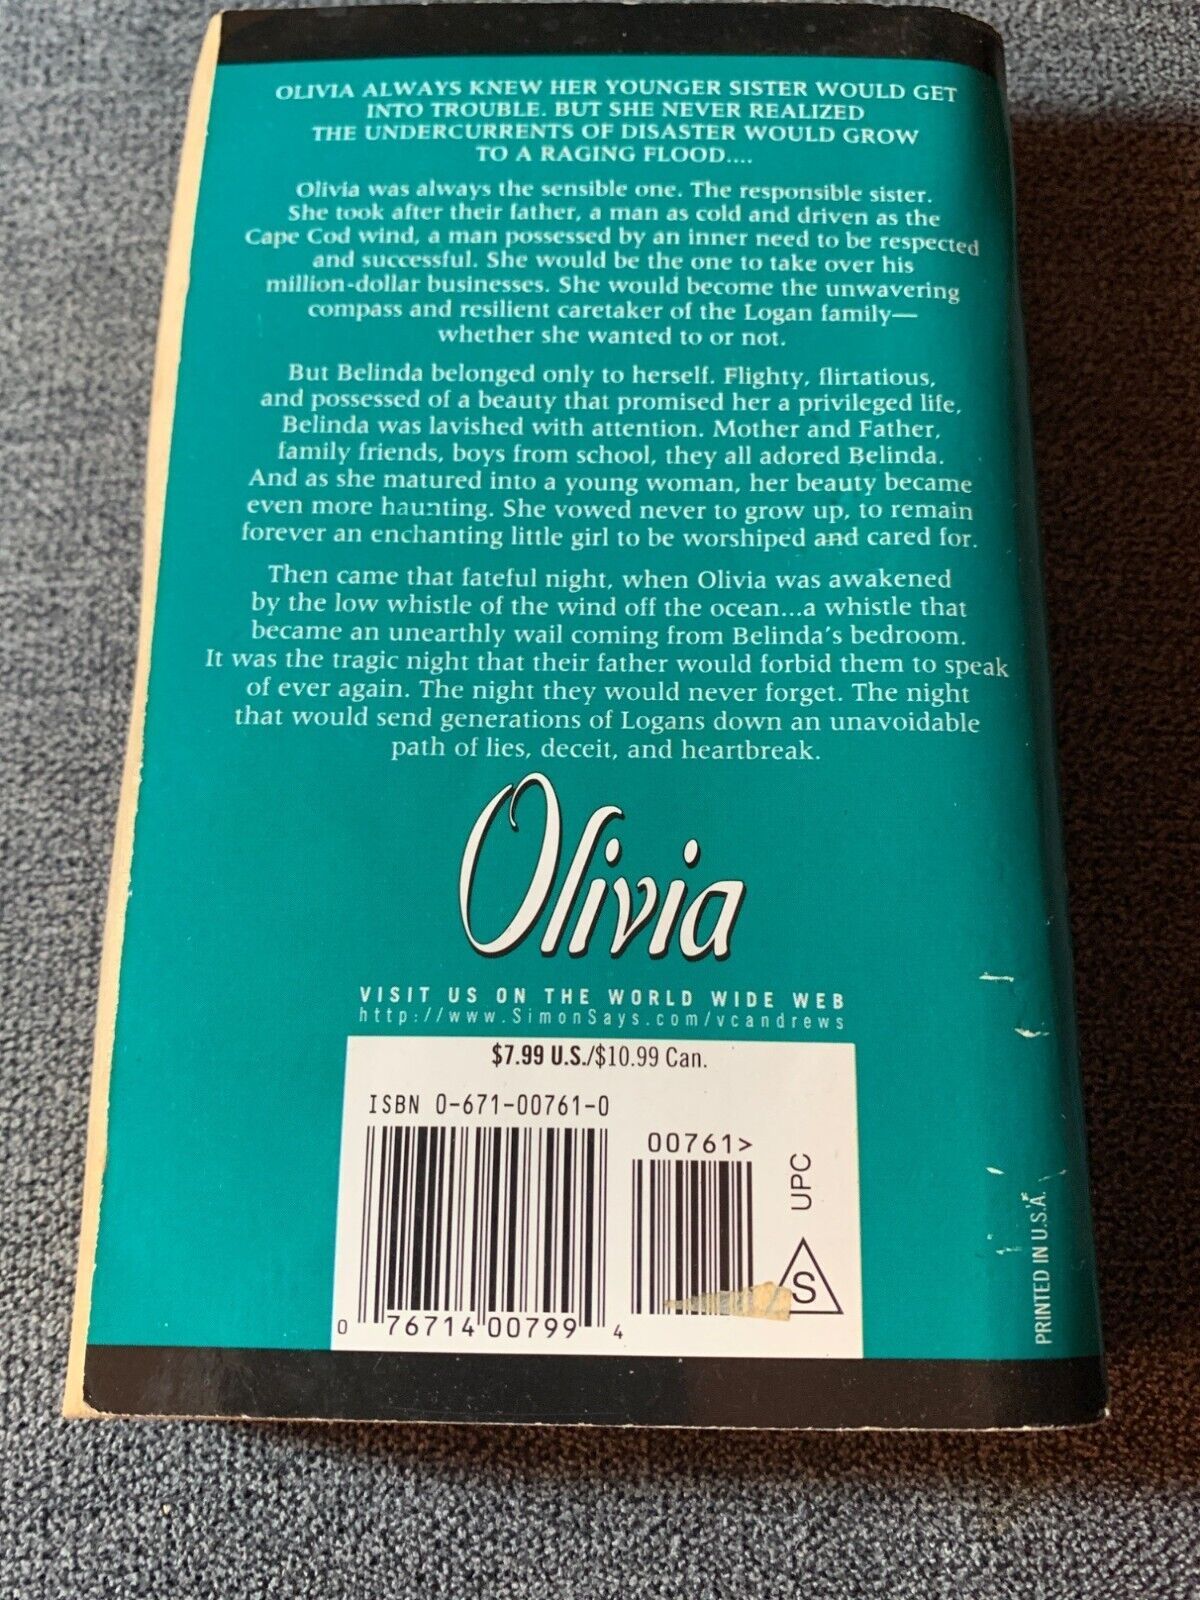 OLIVIA ALWAYS KNEW HER YOUNGER SISTER WOULD GET
INTO TROUBLE. BUT SHE NEVER REALIZED
THE UNDERCURRENTS OF DISASTER WOULD GROW
TO A RAGING FLOOD....
Olivia was always the sensible one. The responsible sister.
She took after their father, a man as cold and driven as the
Cape Cod wind, a man possessed by an inner need to be respected
and successful. She would be the one to take over his
million-dollar businesses. She would become the unwavering
compass and resilient caretaker of the Logan family—
whether she wanted to or not.
But Belinda belonged only to herself. Flighty, flirtatious,
and possessed of a beauty that promised her a privileged life,
Belinda was lavished with attention. Mother and Father,
family friends, boys from school, they all adored Belinda.
And as she matured into a young woman, her beauty became
even more haunting. She vowed never to grow up, to remain
forever an enchanting little girl to be worshiped and cared for.
Then came that fateful night, when Olivia was awakened
by the low whistle of the wind off the ocean...a whistle that
became an unearthly wail coming from Belinda's bedroom.
It was the tragic night that their father would forbid them to speak
of ever again. The night they would never forget. The night
that would send generations of Logans down an unavoidable
path of lies, deceit, and heartbreak.
Olivia
VISIT US ON THE WORLD WIDE WEB
http://www.SimonSays.com/vcandrews
$7.99 U.S./$10.99 Can.
ISBN 0-671-00761-0
00761>
UPC
S
0 76714 00799 4
PRINTED IN U.S.A.